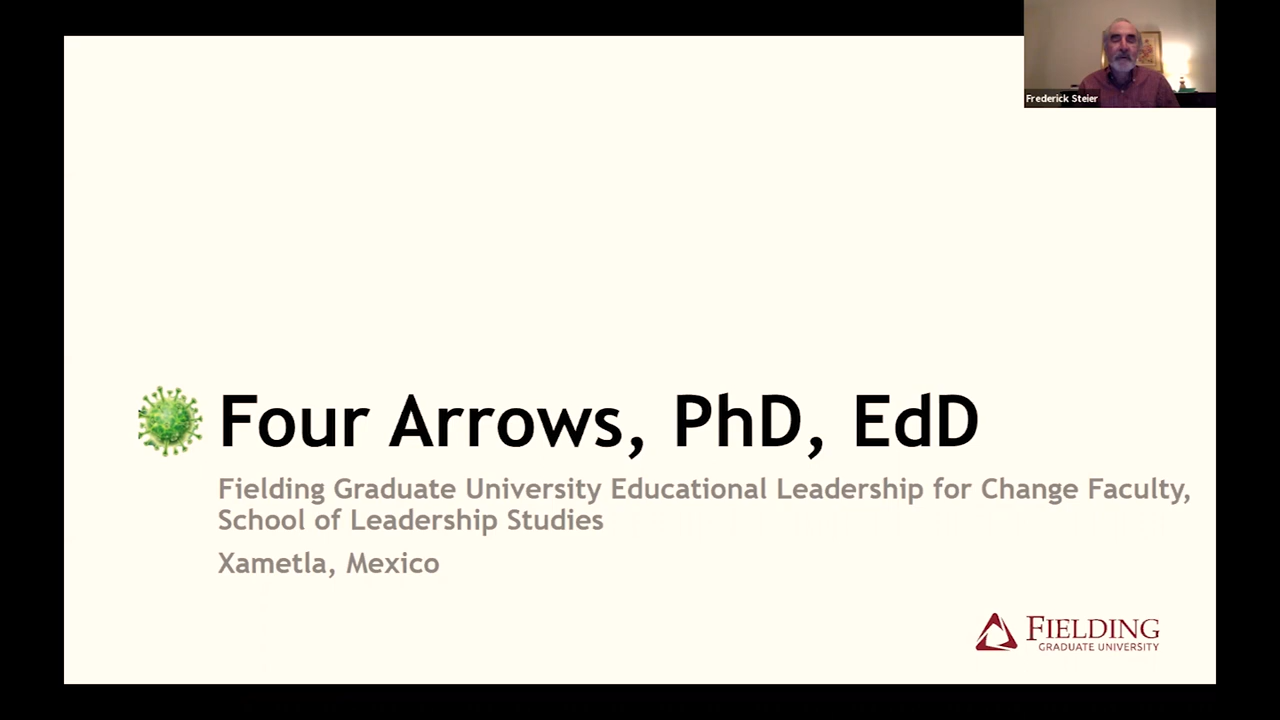 Frederick Steier
Four Arrows, PhD, EdD
Fielding Graduate University Educational Leadership for Change Faculty,
School of Leadership Studies
Xametla, Mexico
FIELDING
GRADUATE UNIVERSITY